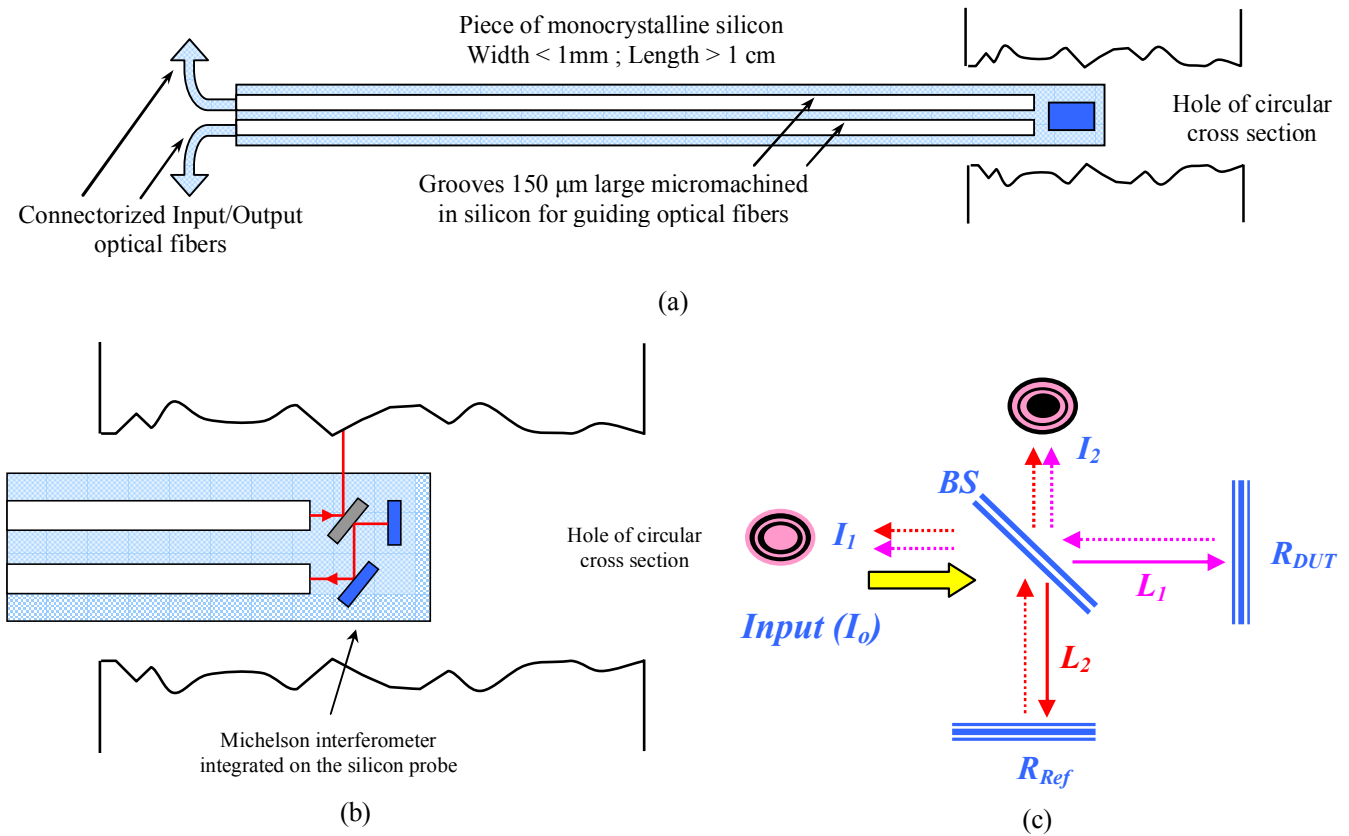 Piece of monocrystalline silicon
Width < 1mm ; Length > 1 cm
Hole of circular
cross section
Connectorized Input/Output
optical fibers
Grooves 150 μm large micromachined
in silicon for guiding optical fibers
(a)
Hole of circular
cross section
Michelson interferometer
integrated on the silicon probe
(b)
I2
BS
I1
RDUT
L1
Input (Io)
L2
RRef
(c)